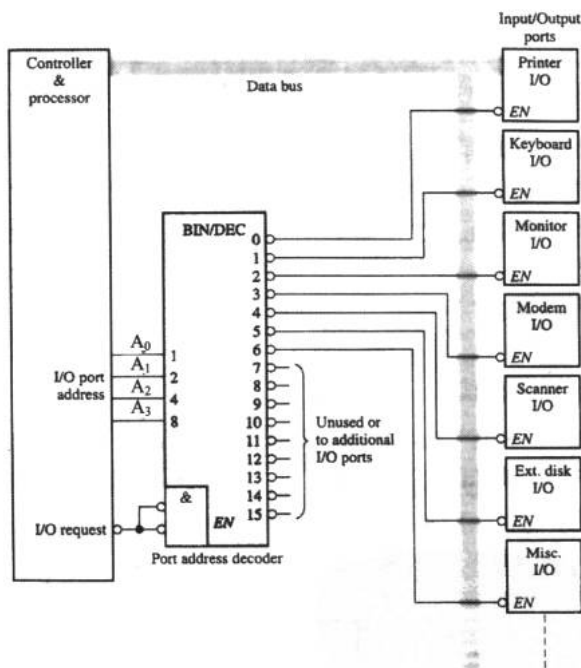 Input/Output
ports
Controller
&
processor
Data bus
Printer
I/O
EN
Keyboard
I/O
EN
Monitor
I/O
EN
Modem
I/O
EN
Scanner
I/O
EN
Ext. disk
I/O
EN
Misc.
I/O
EN
BIN/DEC
0
1
2
3
4
5
6
7
8
9
10
11
12
13
14
15
I/O port
address
A0
A1
A2
A3
1
2
4
8
Unused or
to additional
I/O ports
I/O request
&
EN
Port address decoder